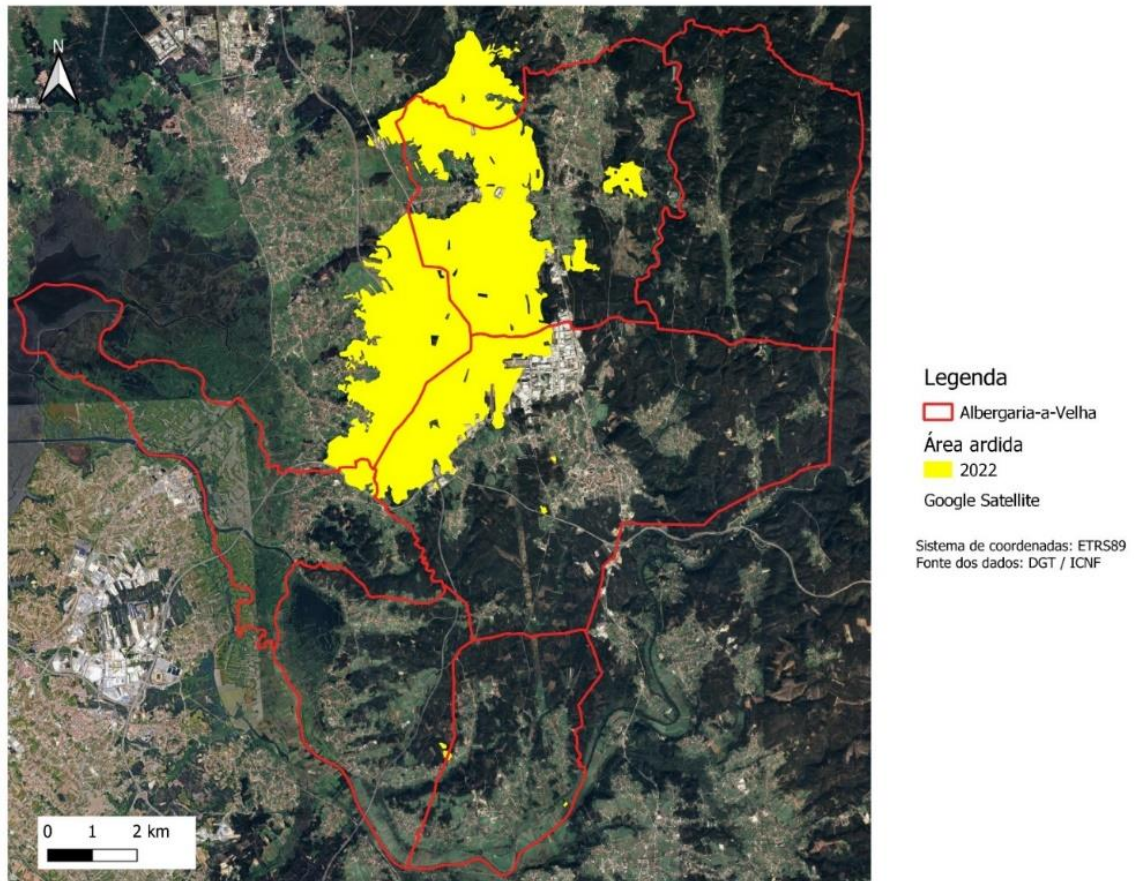 N
0 1 2 km
Legenda
Albergaria-a-Velha
Área ardida
2022
Google Satellite
Sistema de coordenadas: ETRS89
Fonte dos dados: DGT / ICNF